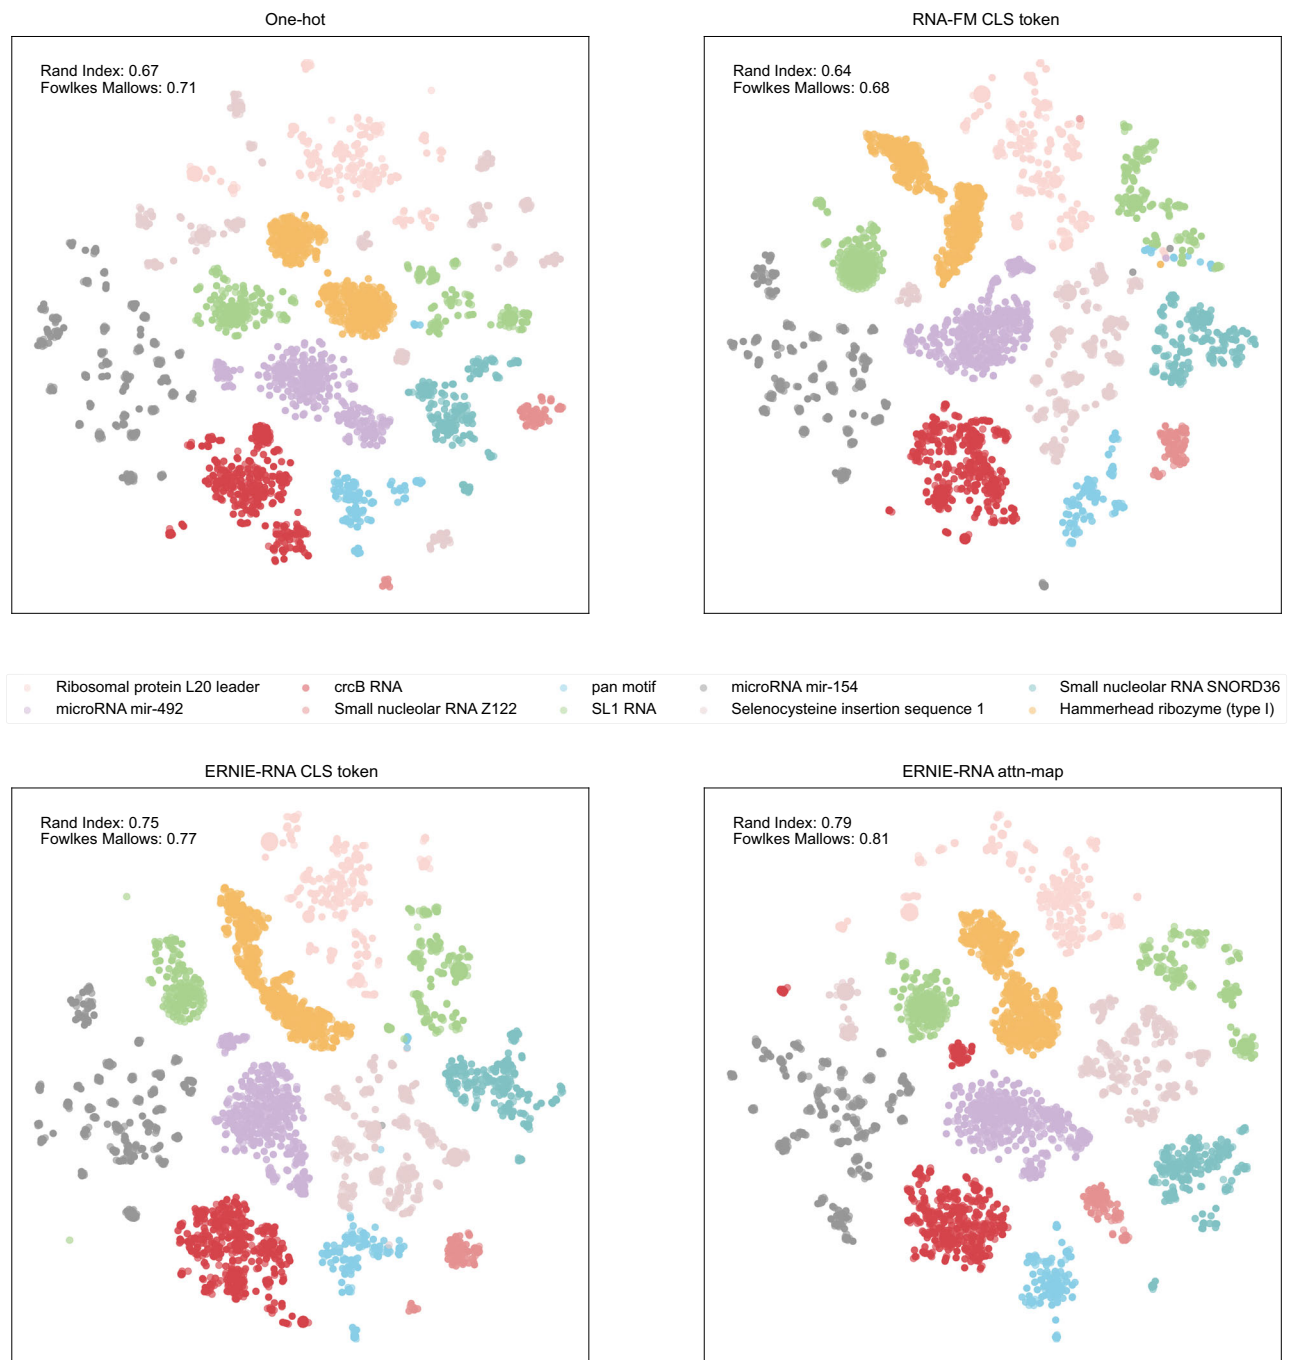 One-hot
RNA-FM CLS token
Rand Index: 0.67
Fowlkes Mallows: 0.71
Rand Index: 0.64
Fowlkes Mallows: 0.68
Ribosomal protein L20 leader
crcB RNA
pan motif
microRNA mir-154
Small nucleolar RNA SNORD36
microRNA mir-492
Small nucleolar RNA Z122
SL1 RNA
Selenocysteine insertion sequence 1
Hammerhead ribozyme (type I)
ERNIE-RNA CLS token
ERNIE-RNA attn-map
Rand Index: 0.75
Fowlkes Mallows: 0.77
Rand Index: 0.79
Fowlkes Mallows: 0.81